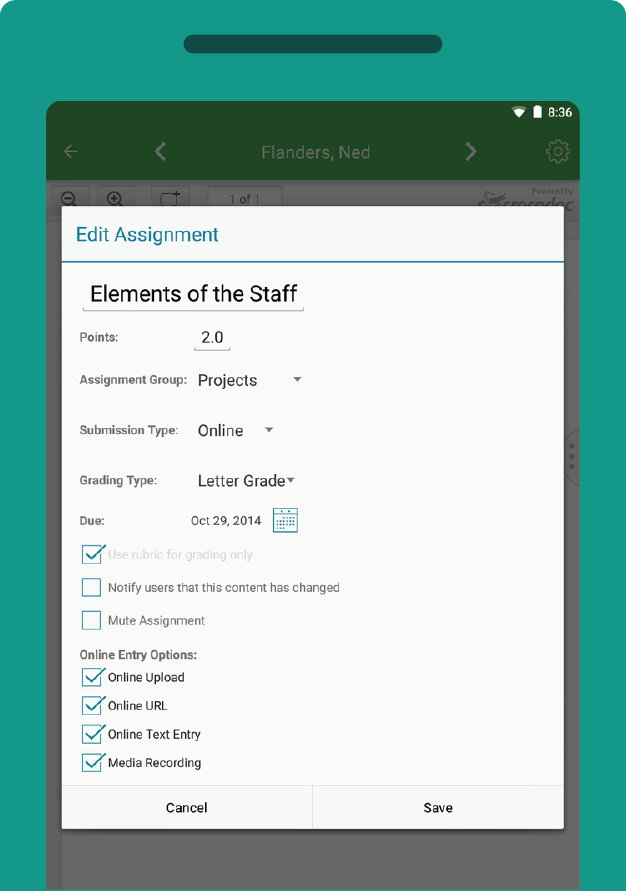 8:36
Flanders, Ned
1 of 1
Powered by
crocodoc
Edit Assignment
Elements of the Staff
Points: 2.0
Assignment Group: Projects
Submission Type: Online
Grading Type: Letter Grade
Due: Oct 29, 2014
Use rubric for grading only
Notify users that this content has changed
Mute Assignment
Online Entry Options:
Online Upload
Online URL
Online Text Entry
Media Recording
Cancel Save